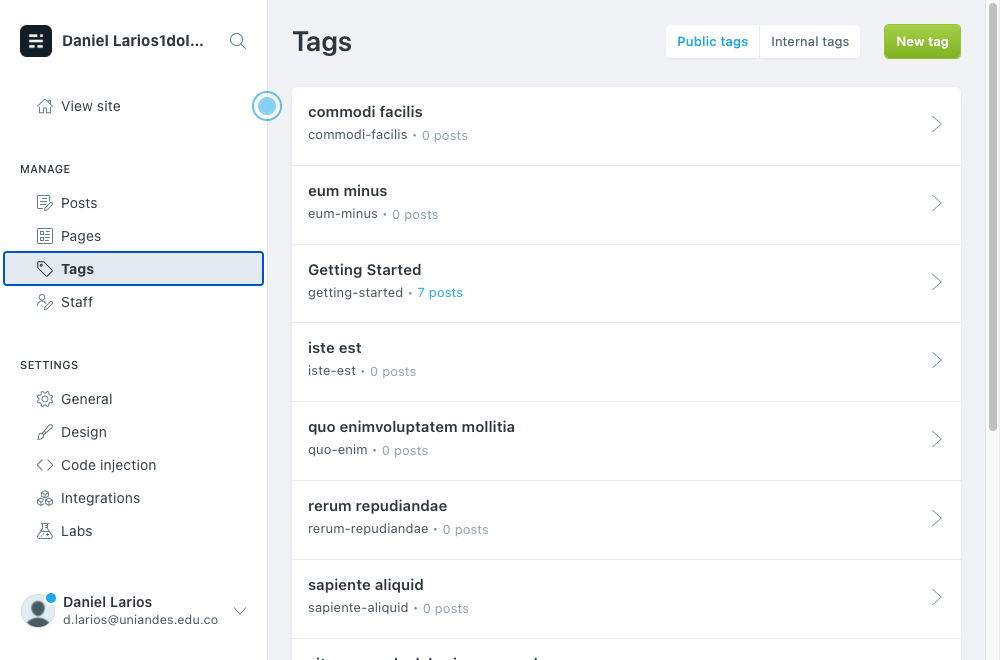 Daniel Larios1dol...
View site
MANAGE
Posts
Pages
Tags
Staff
SETTINGS
General
Design
Code injection
Integrations
Labs
Daniel Larios
d.larios@uniandes.edu.co
Tags
Public tags
Internal tags
New tag
commodi facilis
commodi-facilis • 0 posts
eum minus
eum-minus • 0 posts
Getting Started
getting-started • 7 posts
iste est
iste-est • 0 posts
quo enimvoluptatem mollitia
quo-enim • 0 posts
rerum repudiandae
rerum-repudiandae • 0 posts
sapiente aliquid
sapiente-aliquid • 0 posts